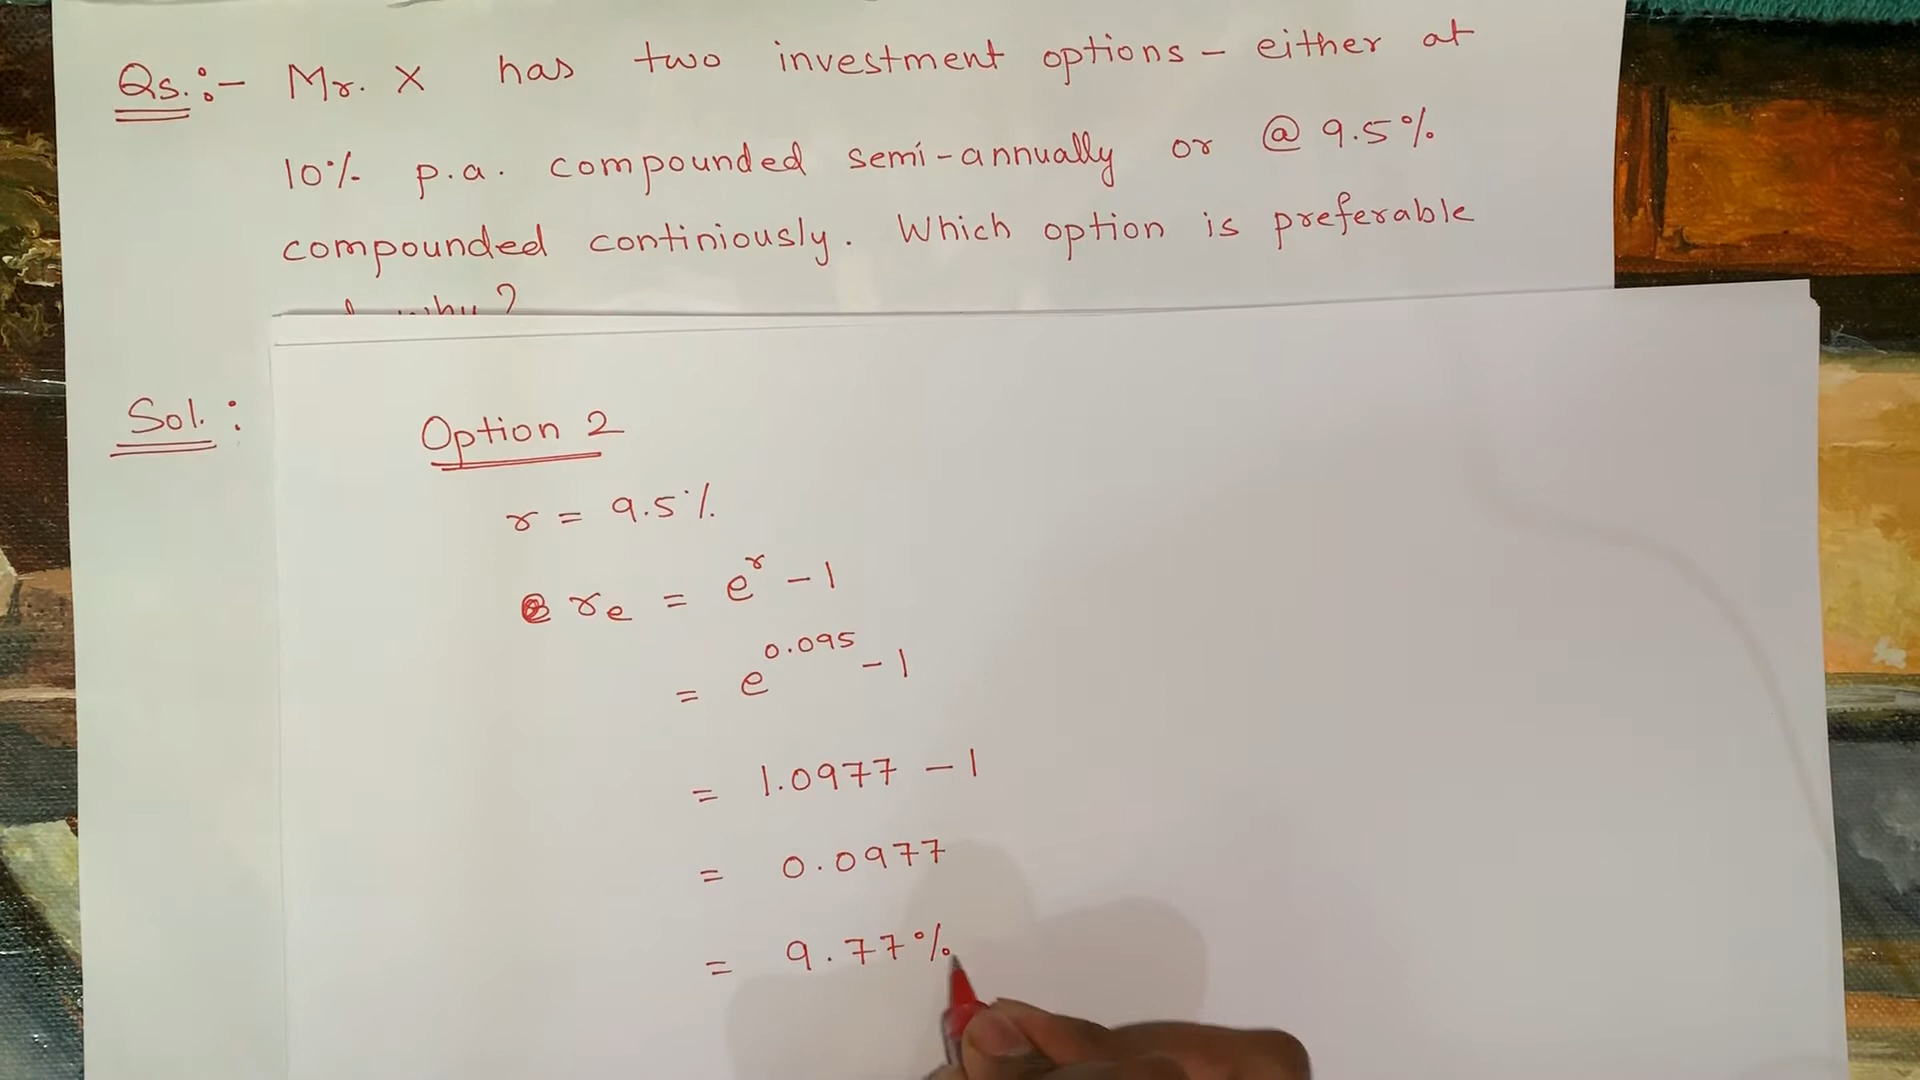 Qs.:- Mr. X has two investment options - either at
10% p.a. compounded semi-annually or @ 9.5%
compounded continiously. Which option is preferable
why?
Sol. :
Option 2
r = 9.5%
re = e^r - 1
= e^0.095 - 1
= 1.0977 - 1
= 0.0977
= 9.77%